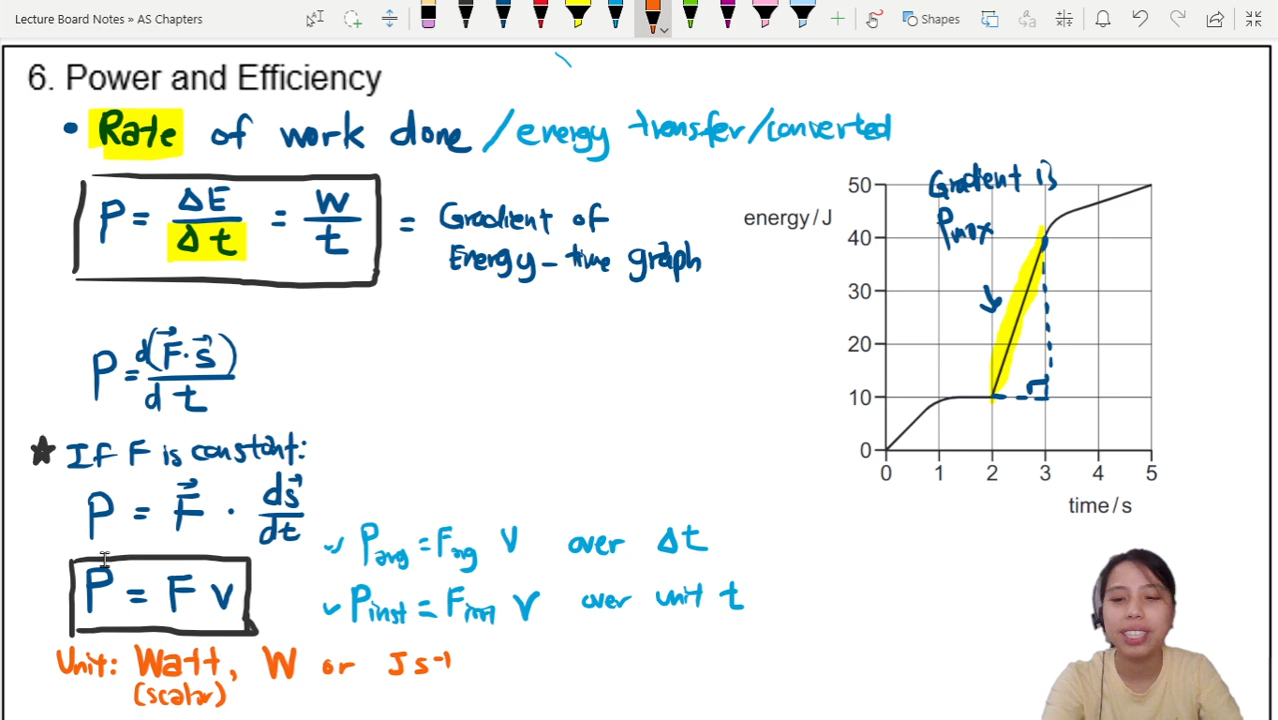 Lecture Board Notes » AS Chapters
Shapes
6. Power and Efficiency
• Rate of work done /energy transfer/converted
P = ΔE/Δt = W/t = Gradient of Energy-time graph
P = d(F⃗·s⃗)/dt
★ If F is constant:
P = F⃗ · ds⃗/dt
P = F v
✓ Pavg = Favg v over Δt
✓ Pinst = Finst v over unit t
Unit: Watt, W or J s⁻¹
(scalar)
Gradient is
Pmax
energy / J
50
40
30
20
10
0
0 1 2 3 4 5
time / s